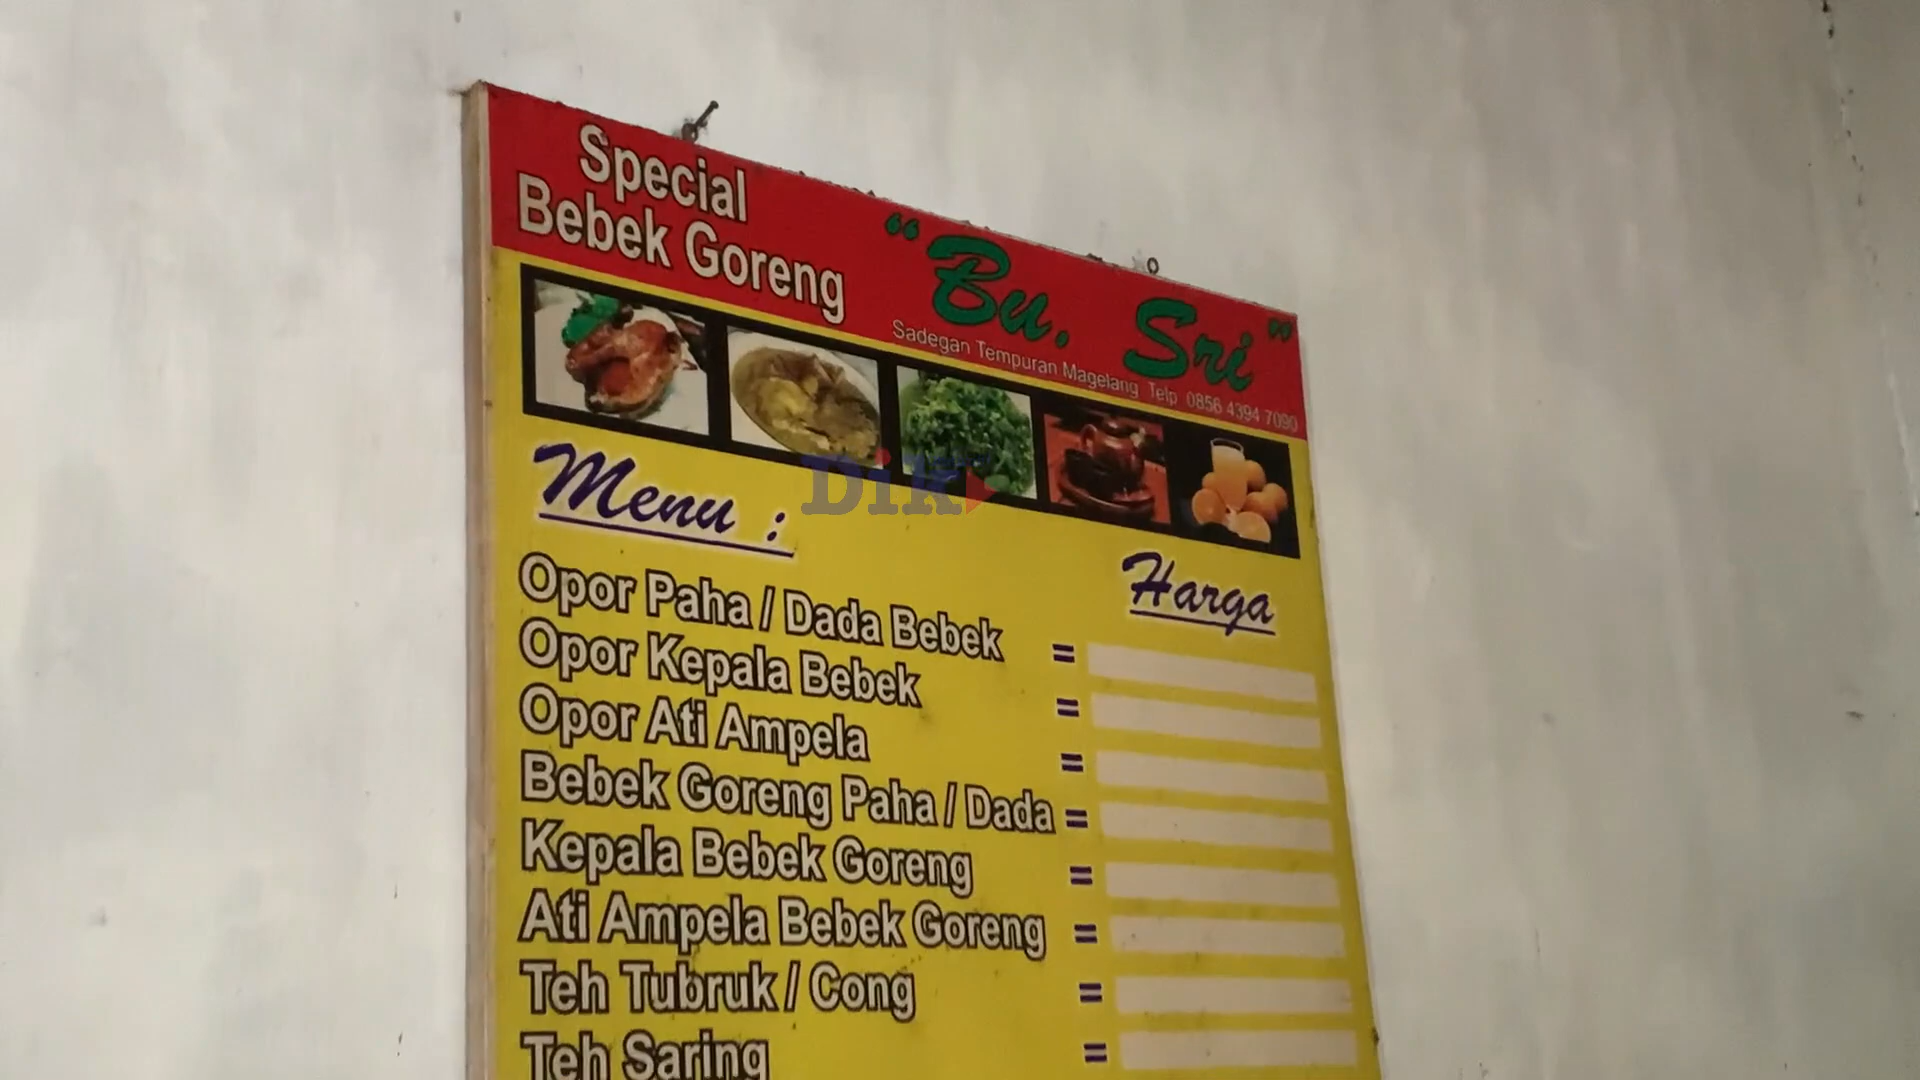 Special
Bebek Goreng
“Bu. Sri”
Sadegan Tempuran Magelang Telp 0856 4394 7090
Menu :
Harga
Opor Paha / Dada Bebek =
Opor Kepala Bebek =
Opor Ati Ampela =
Bebek Goreng Paha / Dada =
Kepala Bebek Goreng =
Ati Ampela Bebek Goreng =
Teh Tubruk / Cong =
Teh Saring =
Dik